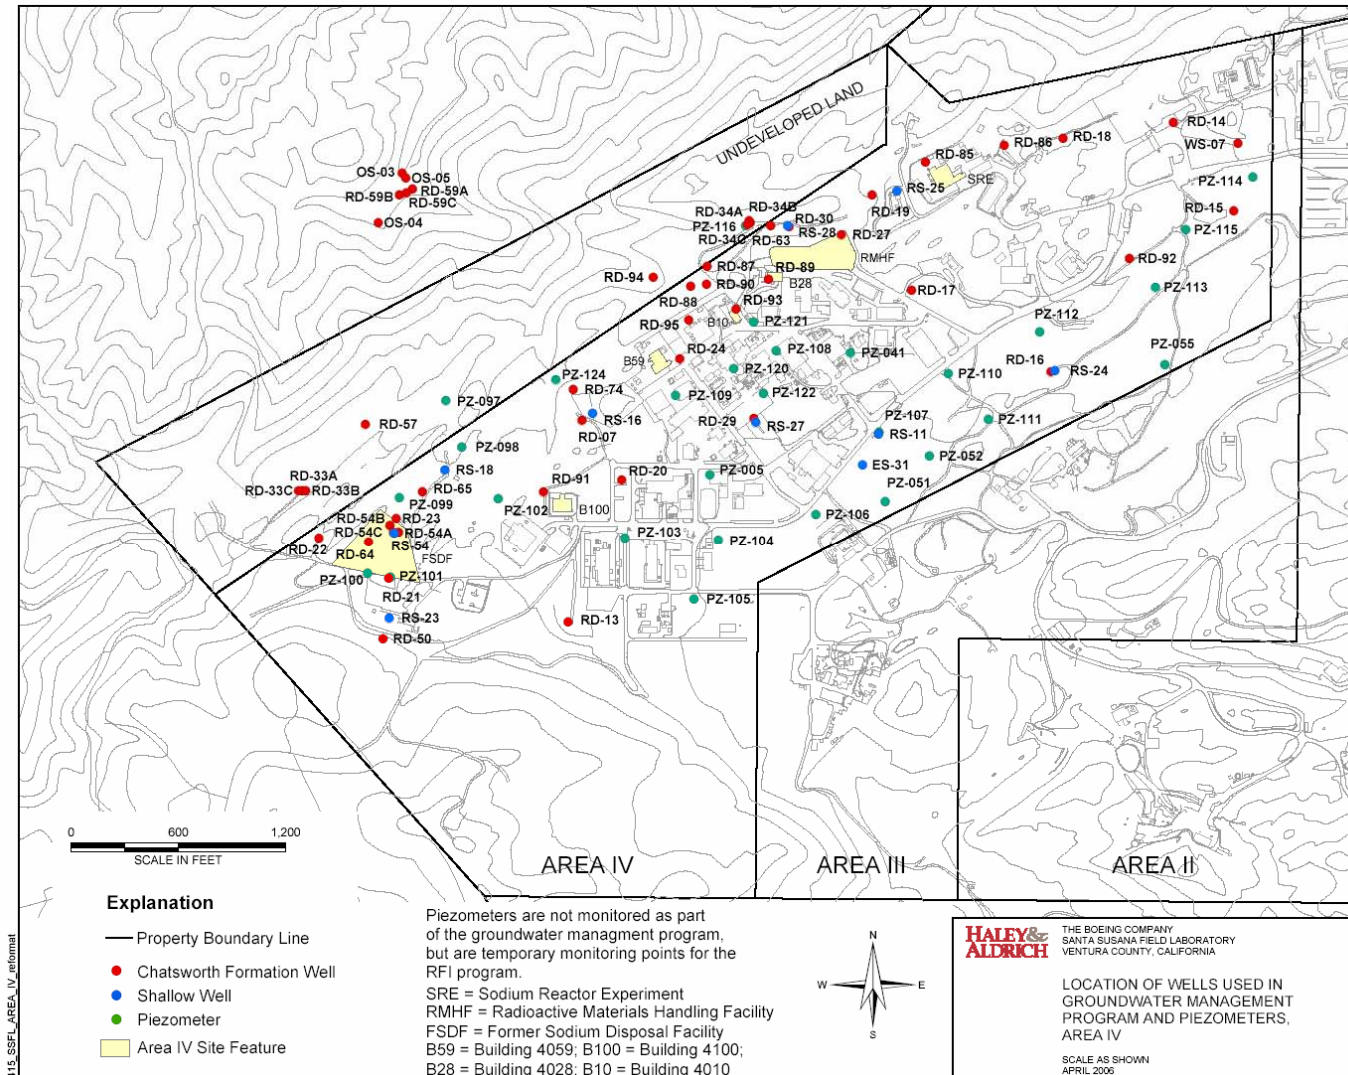 UNDEVELOPED LAND
RD-14
RD-18
RD-86
WS-07
RD-85
SRE
PZ-114
OS-03
OS-05
RD-59A
RD-59B
RD-59C
OS-04
RS-25
RD-19
RD-15
PZ-115
RD-34B
RD-34A
RD-30
PZ-116
RS-28
RD-34C
RD-63
RD-27
RMHF
RD-92
RD-87
RD-89
RD-94
RD-90
B28
RD-88
RD-17
PZ-113
RD-93
B10
PZ-121
RD-95
PZ-112
RD-24
B59
PZ-108
PZ-041
PZ-055
RD-16
RS-24
PZ-120
PZ-110
PZ-124
RD-74
PZ-109
PZ-122
PZ-097
RS-16
RD-07
RD-29
RS-27
PZ-107
RS-11
PZ-111
RD-57
PZ-098
PZ-052
RS-18
ES-31
RD-33A
RD-33C
RD-33B
RD-65
RD-91
RD-20
PZ-005
PZ-051
PZ-099
PZ-102
B100
PZ-106
RD-54B
RD-23
RD-54C
RD-54A
RD-22
RS-54
PZ-103
PZ-104
RD-64
FSDF
PZ-100
PZ-101
RD-21
PZ-105
RS-23
RD-13
RD-50
0 600 1,200
SCALE IN FEET
AREA IV
AREA III
AREA II
Explanation
Property Boundary Line
Chatsworth Formation Well
Shallow Well
Piezometer
Area IV Site Feature
Piezometers are not monitored as part
of the groundwater managment program,
but are temporary monitoring points for the
RFI program.
SRE = Sodium Reactor Experiment
RMHF = Radioactive Materials Handling Facility
FSDF = Former Sodium Disposal Facility
B59 = Building 4059; B100 = Building 4100;
B28 = Building 4028; B10 = Building 4010
N
W E
S
HALEY &
ALDRICH
THE BOEING COMPANY
SANTA SUSANA FIELD LABORATORY
VENTURA COUNTY, CALIFORNIA
LOCATION OF WELLS USED IN
GROUNDWATER MANAGEMENT
PROGRAM AND PIEZOMETERS,
AREA IV
SCALE AS SHOWN
APRIL 2006